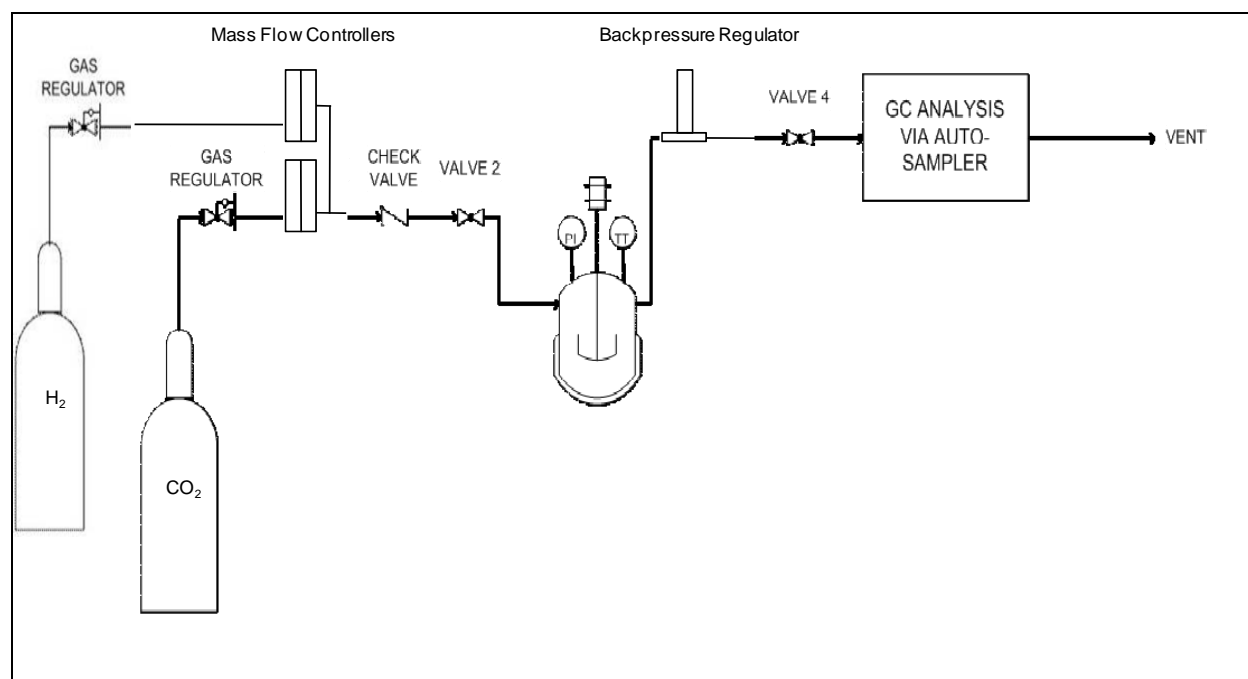 Mass Flow Controllers
Backpressure Regulator
GAS
REGULATOR
VALVE 4
GC ANALYSIS
VIA AUTO-
SAMPLER
VENT
GAS
REGULATOR
CHECK
VALVE
VALVE 2
PI
TT
H₂
CO₂